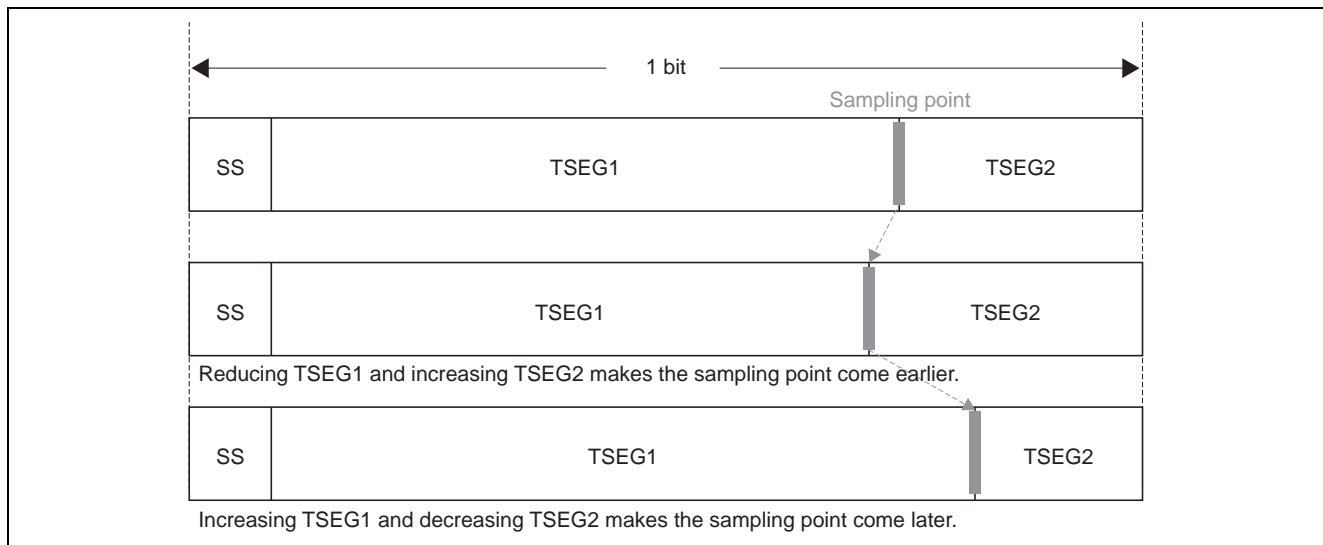 1 bit
Sampling point
SS TSEG1 TSEG2
SS TSEG1 TSEG2
Reducing TSEG1 and increasing TSEG2 makes the sampling point come earlier.
SS TSEG1 TSEG2
Increasing TSEG1 and decreasing TSEG2 makes the sampling point come later.